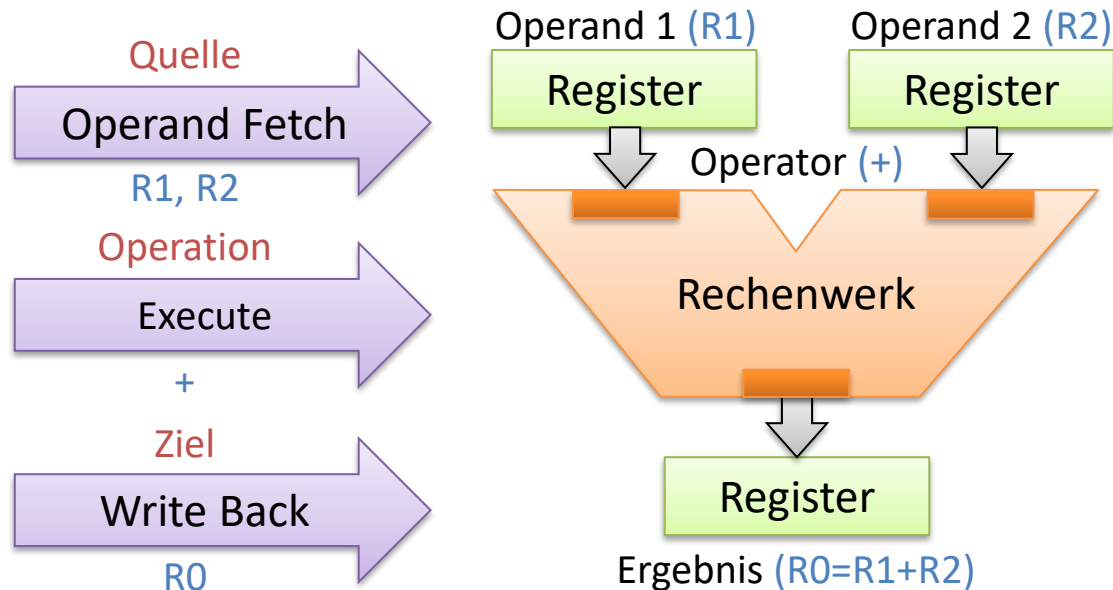 Quelle
Operand Fetch
R1, R2
Operation
Execute
+
Ziel
Write Back
R0
Operand 1 (R1)
Operand 2 (R2)
Register
Register
Operator (+)
Rechenwerk
Register
Ergebnis (R0=R1+R2)